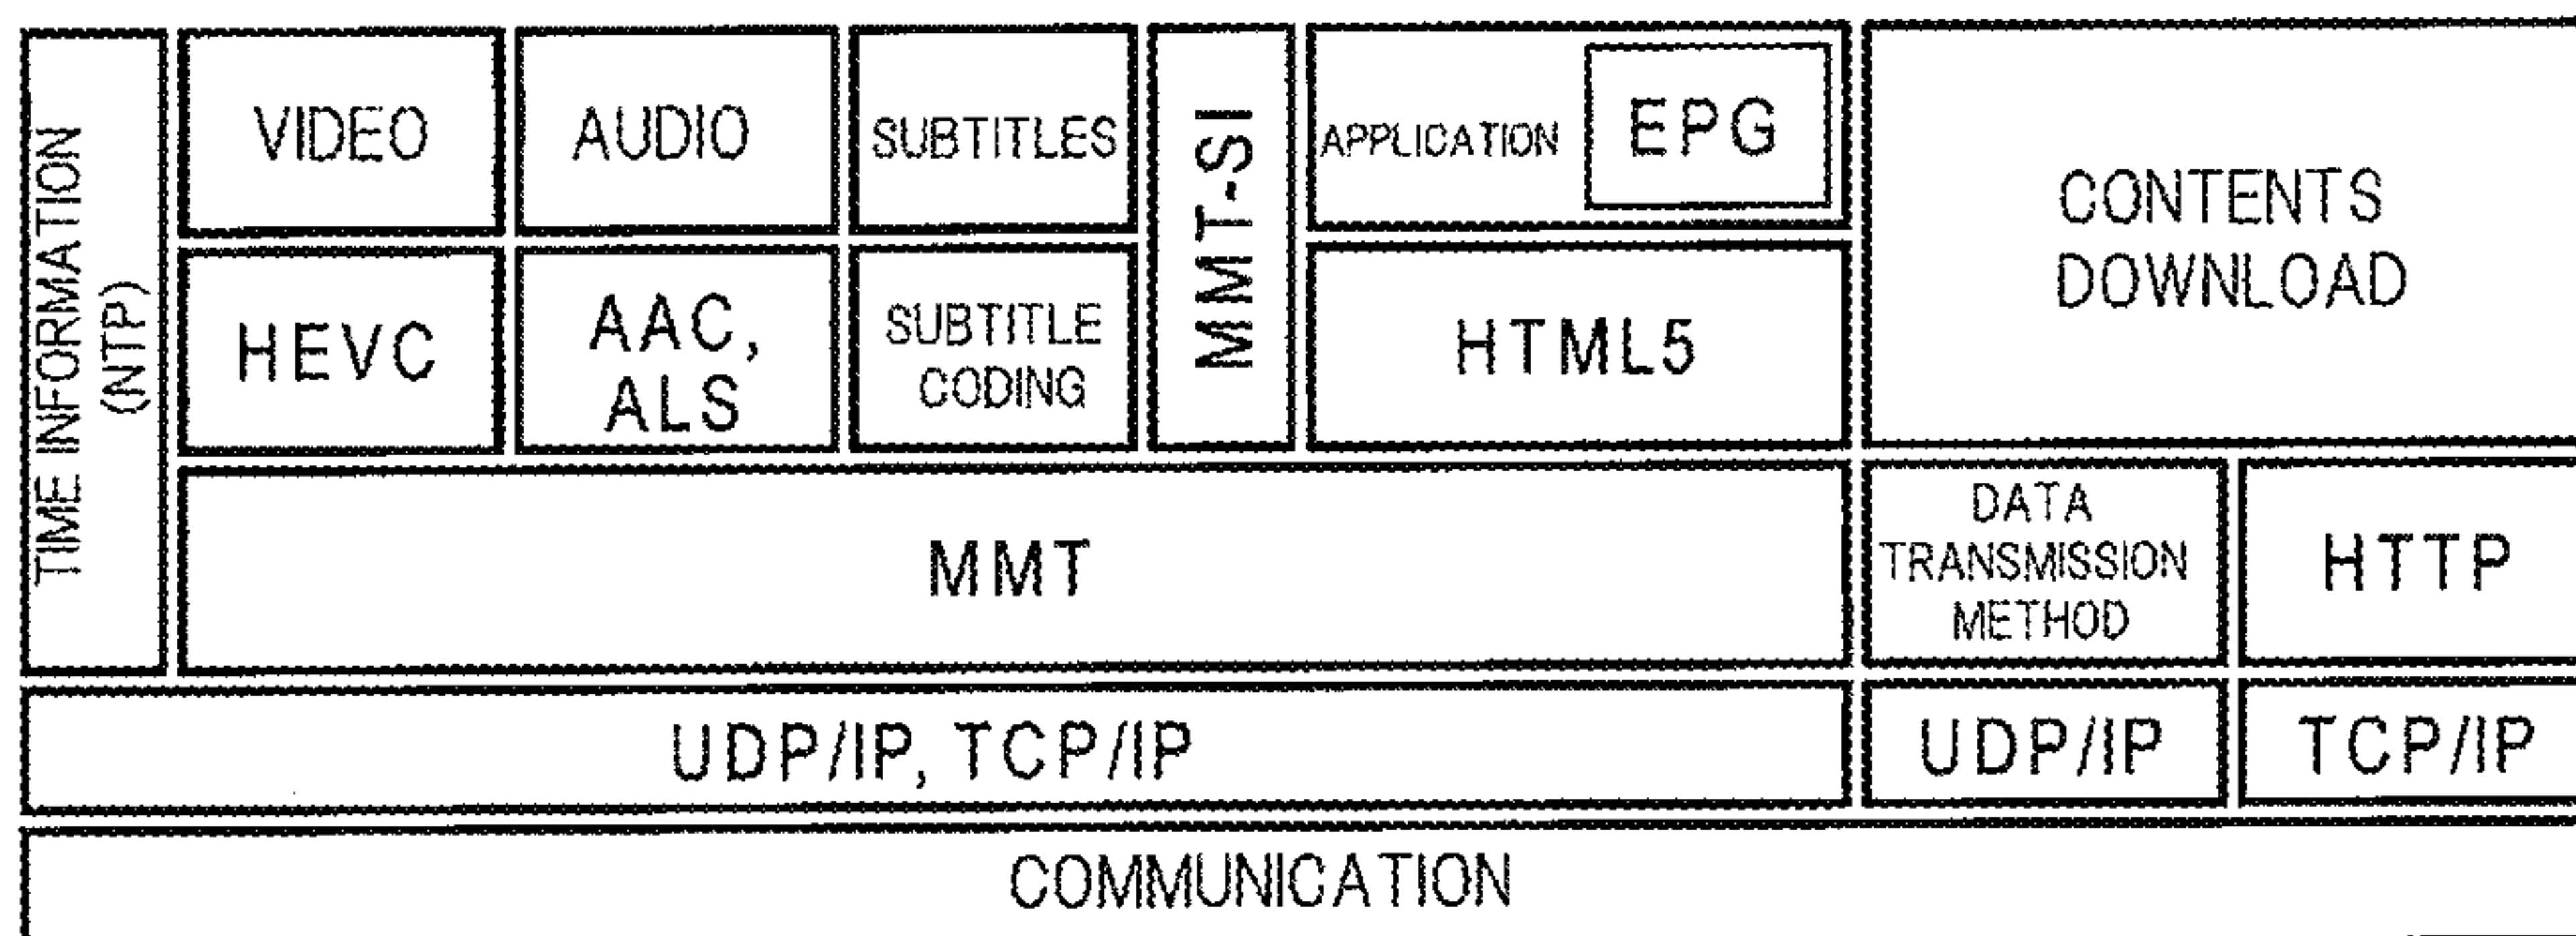 TIME INFORMATION
(NTP)
VIDEO
AUDIO
SUBTITLES
MMT-SI
APPLICATION
EPG
CONTENTS
DOWNLOAD
HEVC
AAC,
ALS
SUBTITLE
CODING
HTML5
MMT
DATA
TRANSMISSION
METHOD
HTTP
UDP/IP, TCP/IP
UDP/IP
TCP/IP
COMMUNICATION